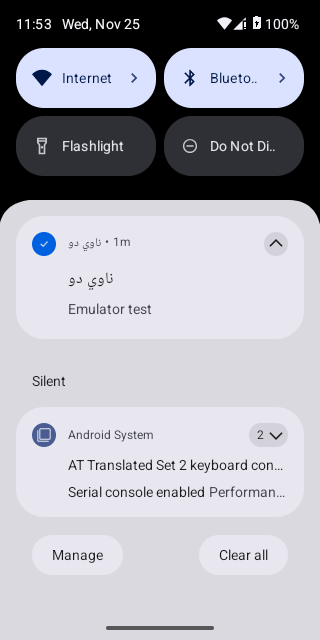 11:53 Wed, Nov 25 100%
Internet
Blueto..
Flashlight
Do Not Di..
ناوي دو • 1m
ناوي دو
Emulator test
Silent
Android System 2
AT Translated Set 2 keyboard con…
Serial console enabled Performan…
Manage
Clear all